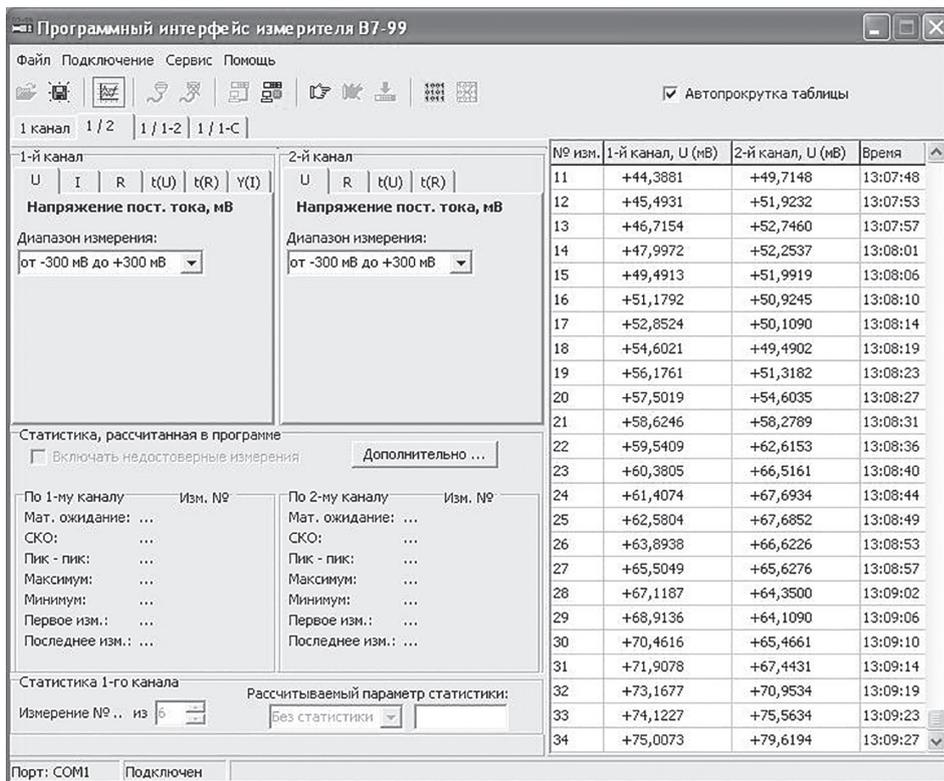 Программный интерфейс измерителя В7-99
Файл Подключение Сервис Помощь
Автопрокрутка таблицы
1 канал 1 / 2 1 / 1-2 1 / 1-С
1-й канал
U I R t(U) t(R) Y(I)
Напряжение пост. тока, мВ
Диапазон измерения:
от -300 мВ до +300 мВ
2-й канал
U R t(U) t(R)
Напряжение пост. тока, мВ
Диапазон измерения:
от -300 мВ до +300 мВ
Статистика, рассчитанная в программе
Включать недостоверные измерения
Дополнительно ...
По 1-му каналу Изм. №
Мат. ожидание: ...
СКО: ...
Пик - пик: ...
Максимум: ...
Минимум: ...
Первое изм.: ...
Последнее изм.: ...
По 2-му каналу Изм. №
Мат. ожидание: ...
СКО: ...
Пик - пик: ...
Максимум: ...
Минимум: ...
Первое изм.: ...
Последнее изм.: ...
Статистика 1-го канала
Измерение № .. из 6
Рассчитываемый параметр статистики:
Без статистики
№ изм. 1-й канал, U (мВ) 2-й канал, U (мВ) Время
11 +44,3881 +49,7148 13:07:48
12 +45,4931 +51,9232 13:07:53
13 +46,7154 +52,7460 13:07:57
14 +47,9972 +52,2537 13:08:01
15 +49,4913 +51,9919 13:08:06
16 +51,1792 +50,9245 13:08:10
17 +52,8524 +50,1090 13:08:14
18 +54,6021 +49,4902 13:08:19
19 +56,1761 +51,3182 13:08:23
20 +57,5019 +54,6035 13:08:27
21 +58,6246 +58,2789 13:08:31
22 +59,5409 +62,6153 13:08:36
23 +60,3805 +66,5161 13:08:40
24 +61,4074 +67,6934 13:08:44
25 +62,5804 +67,6852 13:08:49
26 +63,8938 +66,6226 13:08:53
27 +65,5049 +65,6276 13:08:57
28 +67,1187 +64,3500 13:09:02
29 +68,9136 +64,1090 13:09:06
30 +70,4616 +65,4661 13:09:10
31 +71,9078 +67,4431 13:09:14
32 +73,1677 +70,9534 13:09:19
33 +74,1227 +75,5634 13:09:23
34 +75,0073 +79,6194 13:09:27
Порт: COM1 Подключен